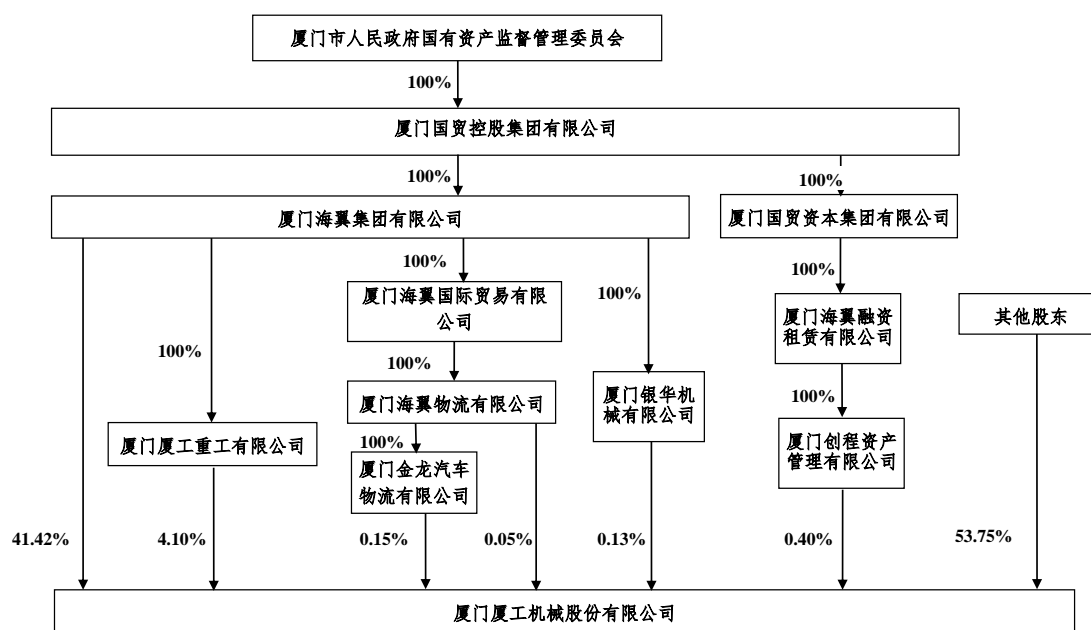 厦门市人民政府国有资产监督管理委员会
100%
厦门国贸控股集团有限公司
100%
100%
厦门海翼集团有限公司
厦门国贸资本集团有限公司
100%
100%
100%
厦门海翼国际贸易有限
公司
厦门海翼融资
租赁有限公司
其他股东
100%
100%
厦门海翼物流有限公司
厦门银华机
械有限公司
100%
厦门厦工重工有限公司
100%
厦门金龙汽车
物流有限公司
厦门创程资产
管理有限公司
41.42%
4.10%
0.15%
0.05%
0.13%
0.40%
53.75%
厦门厦工机械股份有限公司